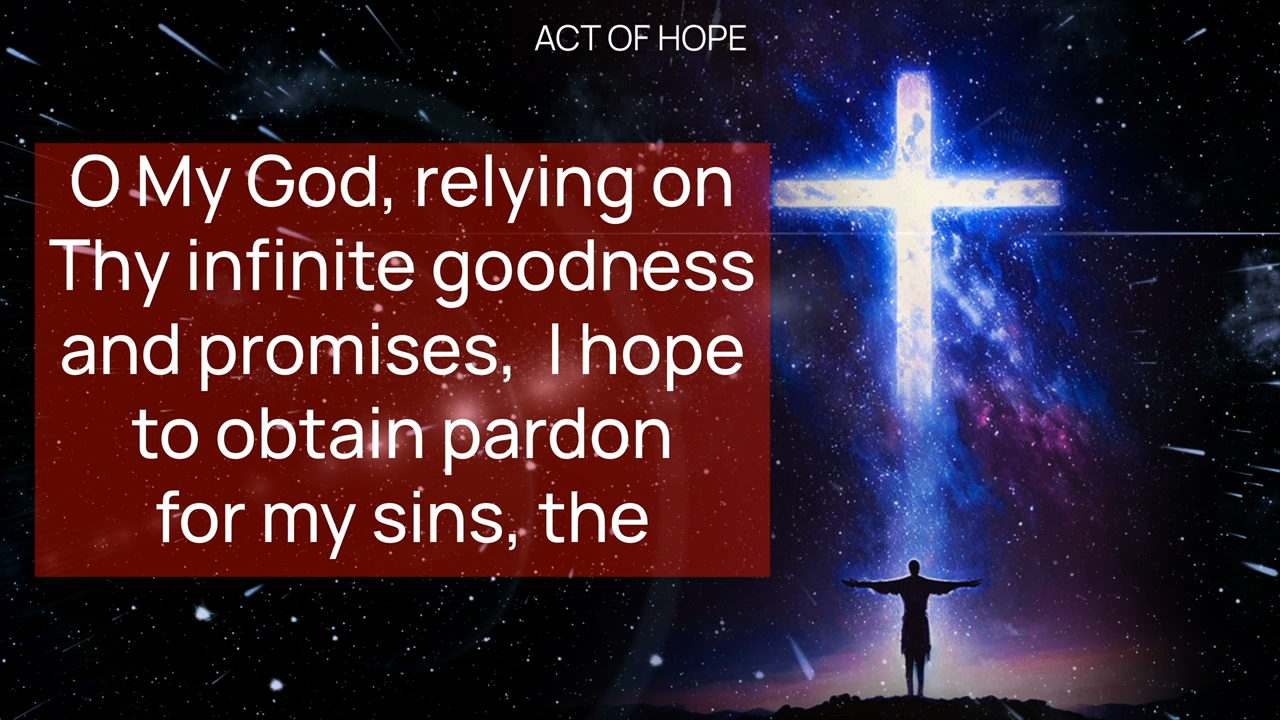 ACT OF HOPE
O My God, relying on
Thy infinite goodness
and promises,  I hope
to obtain pardon
for my sins, the